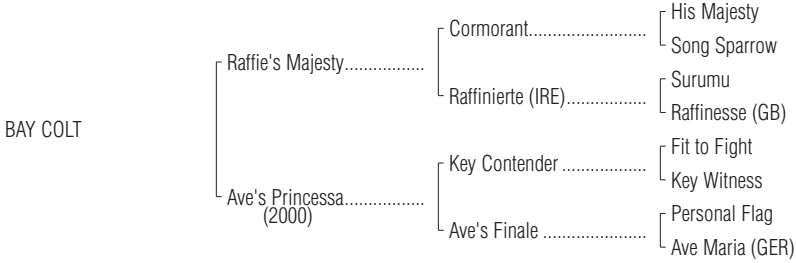 His Majesty
Cormorant........................
Song Sparrow
Raffie's Majesty................
Surumu
Raffinierte (IRE)................
Raffinesse (GB)
BAY COLT
Fit to Fight
Key Contender .................
Key Witness
Ave's Princessa................
(2000)
Personal Flag
Ave's Finale .....................
Ave Maria (GER)